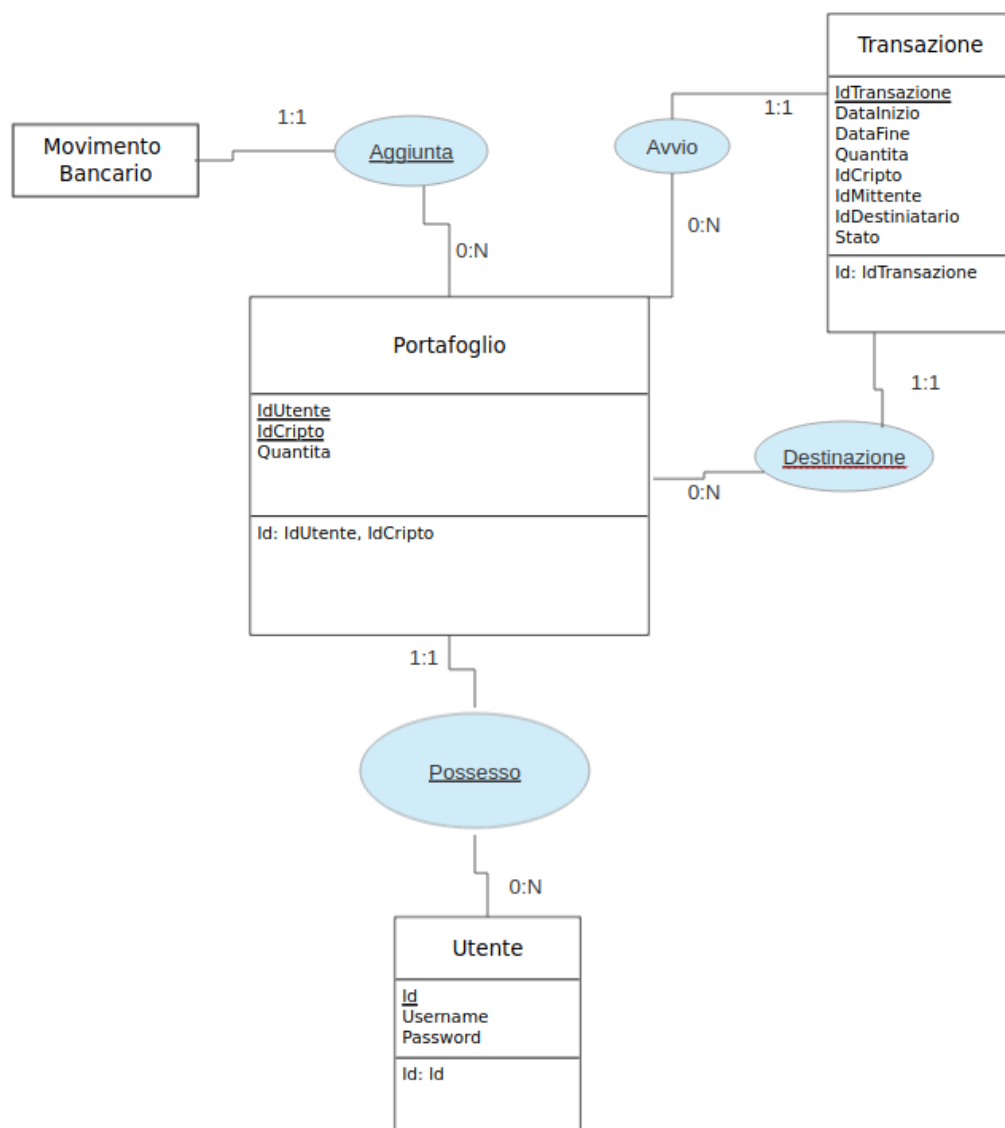 Transazione
IdTransazione
DataInizio
DataFine
Quantita
IdCripto
IdMittente
IdDestiniatario
Stato
Id: IdTransazione
1:1
Avvio
0:N
1:1
Aggiunta
0:N
Movimento
Bancario
Portafoglio
IdUtente
IdCripto
Quantita
Id: IdUtente, IdCripto
1:1
Destinazione
0:N
1:1
Possesso
0:N
Utente
Id
Username
Password
Id: Id